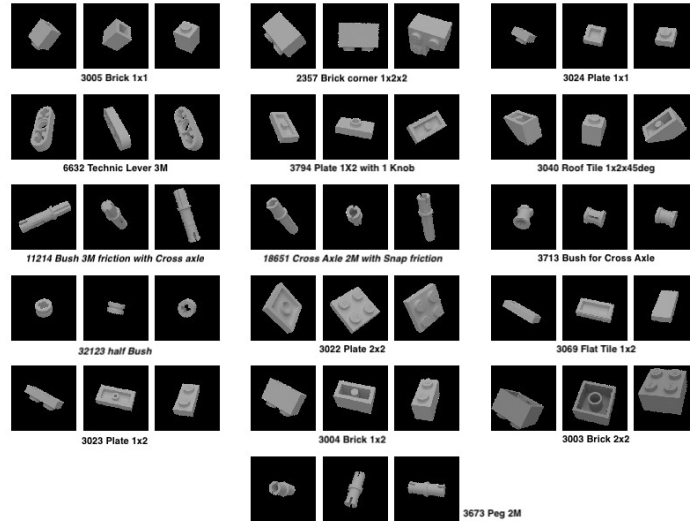 3005 Brick 1x1
2357 Brick corner 1x2x2
3024 Plate 1x1
6632 Technic Lever 3M
3794 Plate 1X2 with 1 Knob
3040 Roof Tile 1x2x45deg
11214 Bush 3M friction with Cross axle
18651 Cross Axle 2M with Snap friction
3713 Bush for Cross Axle
32123 half Bush
3022 Plate 2x2
3069 Flat Tile 1x2
3023 Plate 1x2
3004 Brick 1x2
3003 Brick 2x2
3673 Peg 2M